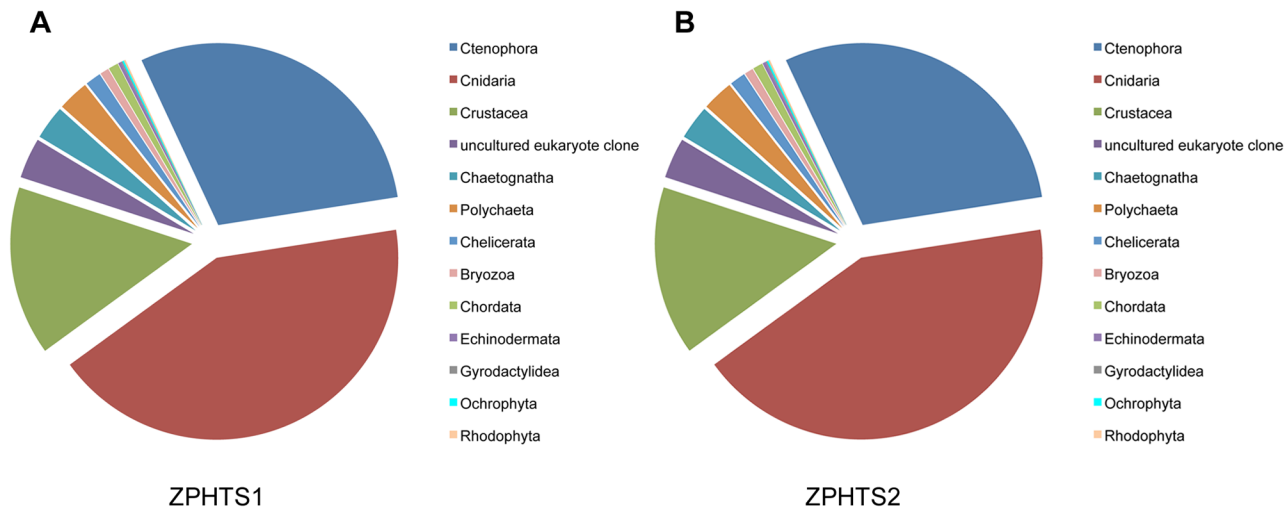 A
Ctenophora
Cnidaria
Crustacea
uncultured eukaryote clone
Chaetognatha
Polychaeta
Chelicerata
Bryozoa
Chordata
Echinodermata
Gyrodactylidea
Ochrophyta
Rhodophyta
ZPHTS1
B
Ctenophora
Cnidaria
Crustacea
uncultured eukaryote clone
Chaetognatha
Polychaeta
Chelicerata
Bryozoa
Chordata
Echinodermata
Gyrodactylidea
Ochrophyta
Rhodophyta
ZPHTS2